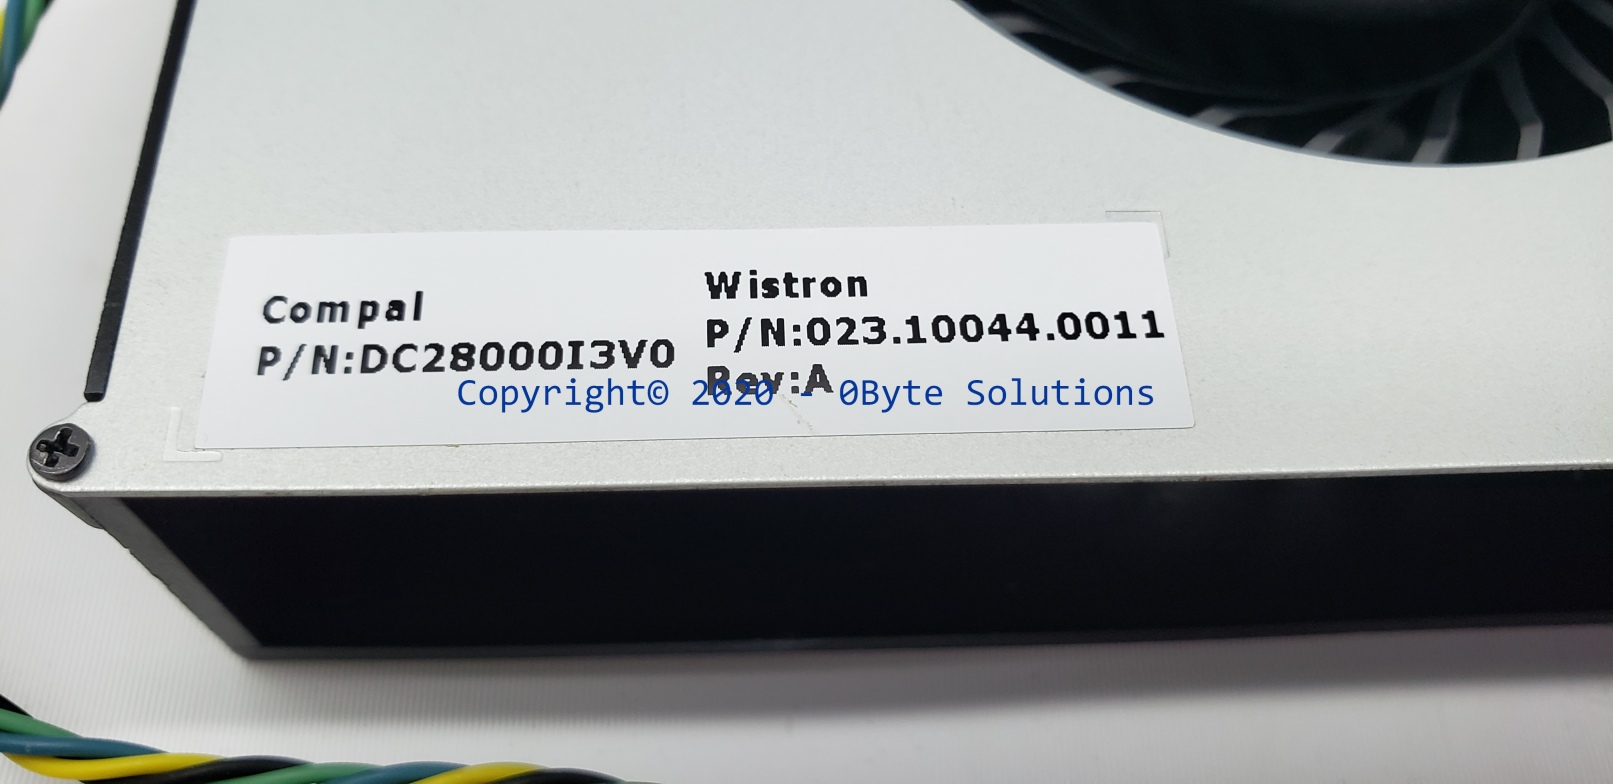 Compal
P/N:DC28000I3V0
Wistron
P/N:023.10044.0011
Rev:A
Copyright© 2020 - 0Byte Solutions